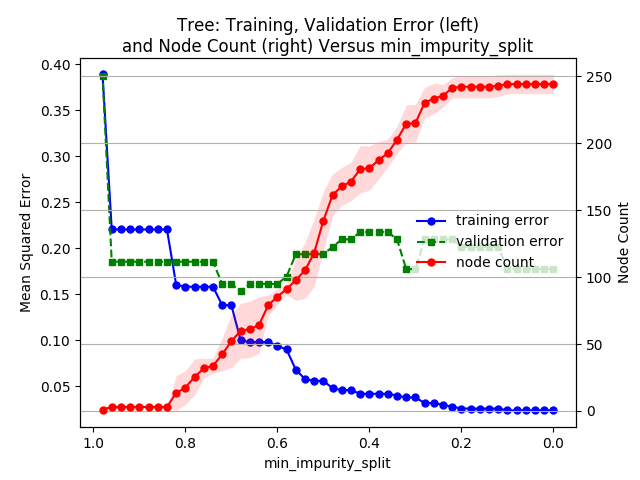 Tree: Training, Validation Error (left)
and Node Count (right) Versus min_impurity_split
0.40
0.35
0.30
0.25
0.20
0.15
0.10
0.05
Mean Squared Error
250
200
150
100
50
0
Node Count
training error
validation error
node count
1.0 0.8 0.6 0.4 0.2 0.0
min_impurity_split